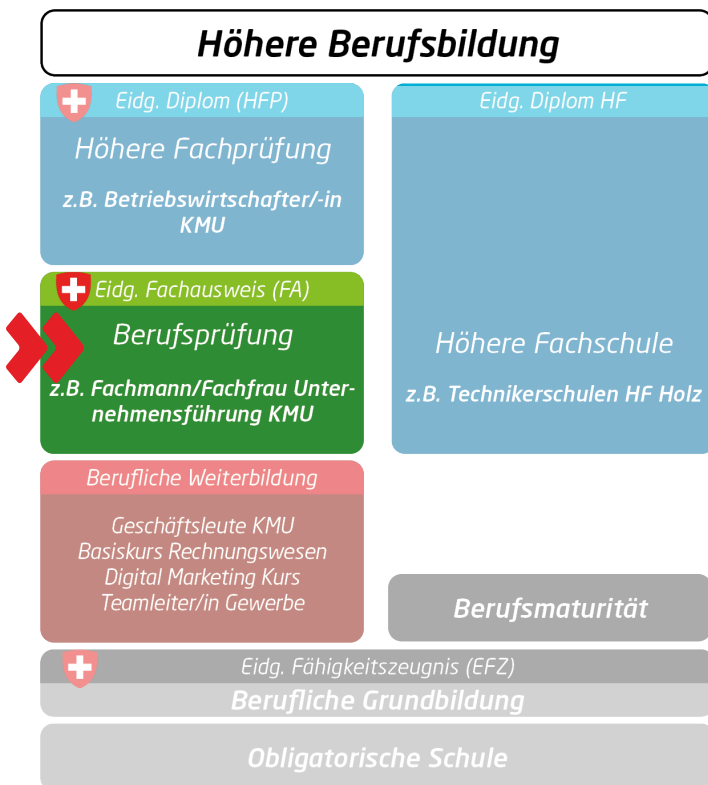 Höhere Berufsbildung
Eidg. Diplom (HFP)
Höhere Fachprüfung
z.B. Betriebswirtschafter/-in
KMU
Eidg. Diplom HF
Höhere Fachschule
z.B. Technikerschulen HF Holz
Eidg. Fachausweis (FA)
Berufsprüfung
z.B. Fachmann/Fachfrau Unter-
nehmensführung KMU
Berufliche Weiterbildung
Geschäftsleute KMU
Basiskurs Rechnungswesen
Digital Marketing Kurs
Teamleiter/in Gewerbe
Berufsmaturität
Eidg. Fähigkeitszeugnis (EFZ)
Berufliche Grundbildung
Obligatorische Schule